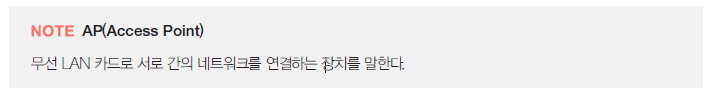 NOTE AP(Access Point)
무선 LAN 카드로 서로 간의 네트워크를 연결하는 장치를 말한다.